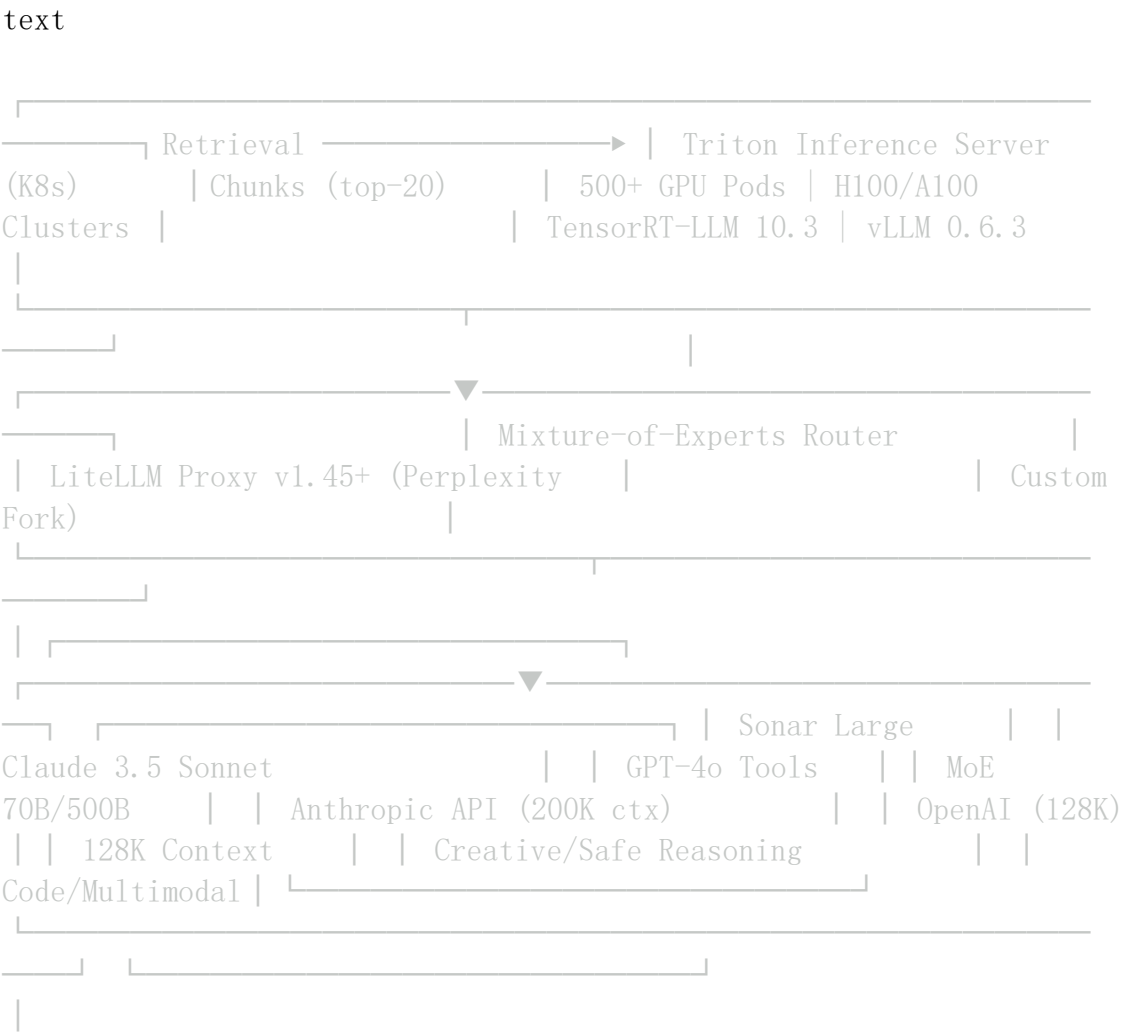 text
Retrieval ─────────► │ Triton Inference Server
(K8s) │ Chunks (top-20) │ 500+ GPU Pods | H100/A100
Clusters │ │ TensorRT-LLM 10.3 | vLLM 0.6.3
│ Mixture-of-Experts Router │
│ LiteLLM Proxy v1.45+ (Perplexity │ │ Custom
Fork) │
│ Sonar Large │ │
Claude 3.5 Sonnet │ │ GPT-4o Tools │ │ MoE
70B/500B │ │ Anthropic API (200K ctx) │ │ OpenAI (128K)
│ │ 128K Context │ │ Creative/Safe Reasoning │ │
Code/Multimodal │